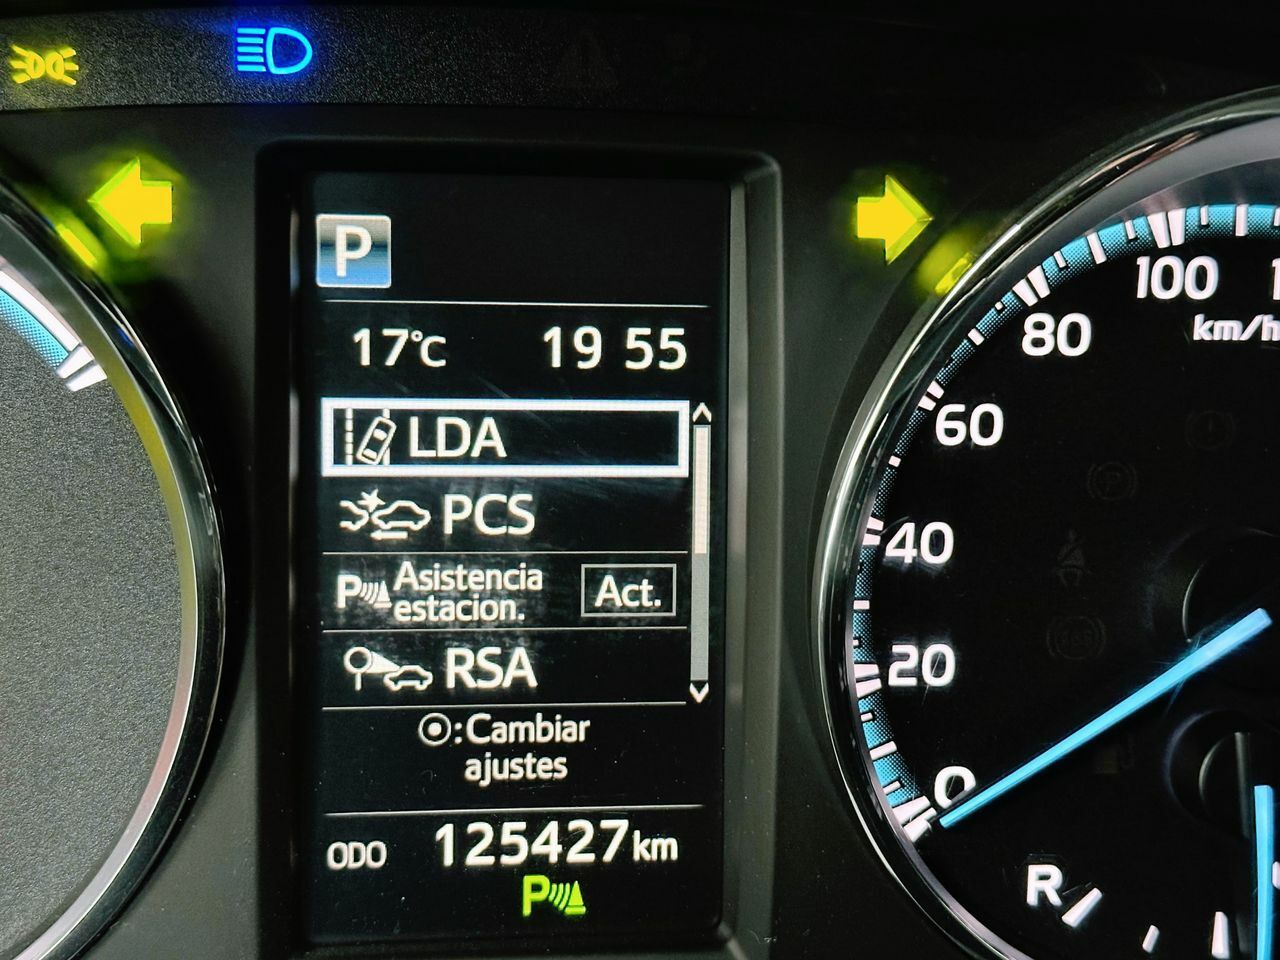 P
17°C 19 55
LDA
PCS
P Asistencia
estacion. Act.
RSA
:Cambiar
ajustes
ODO 125427km
P
100
km/h
80
60
40
20
0
R